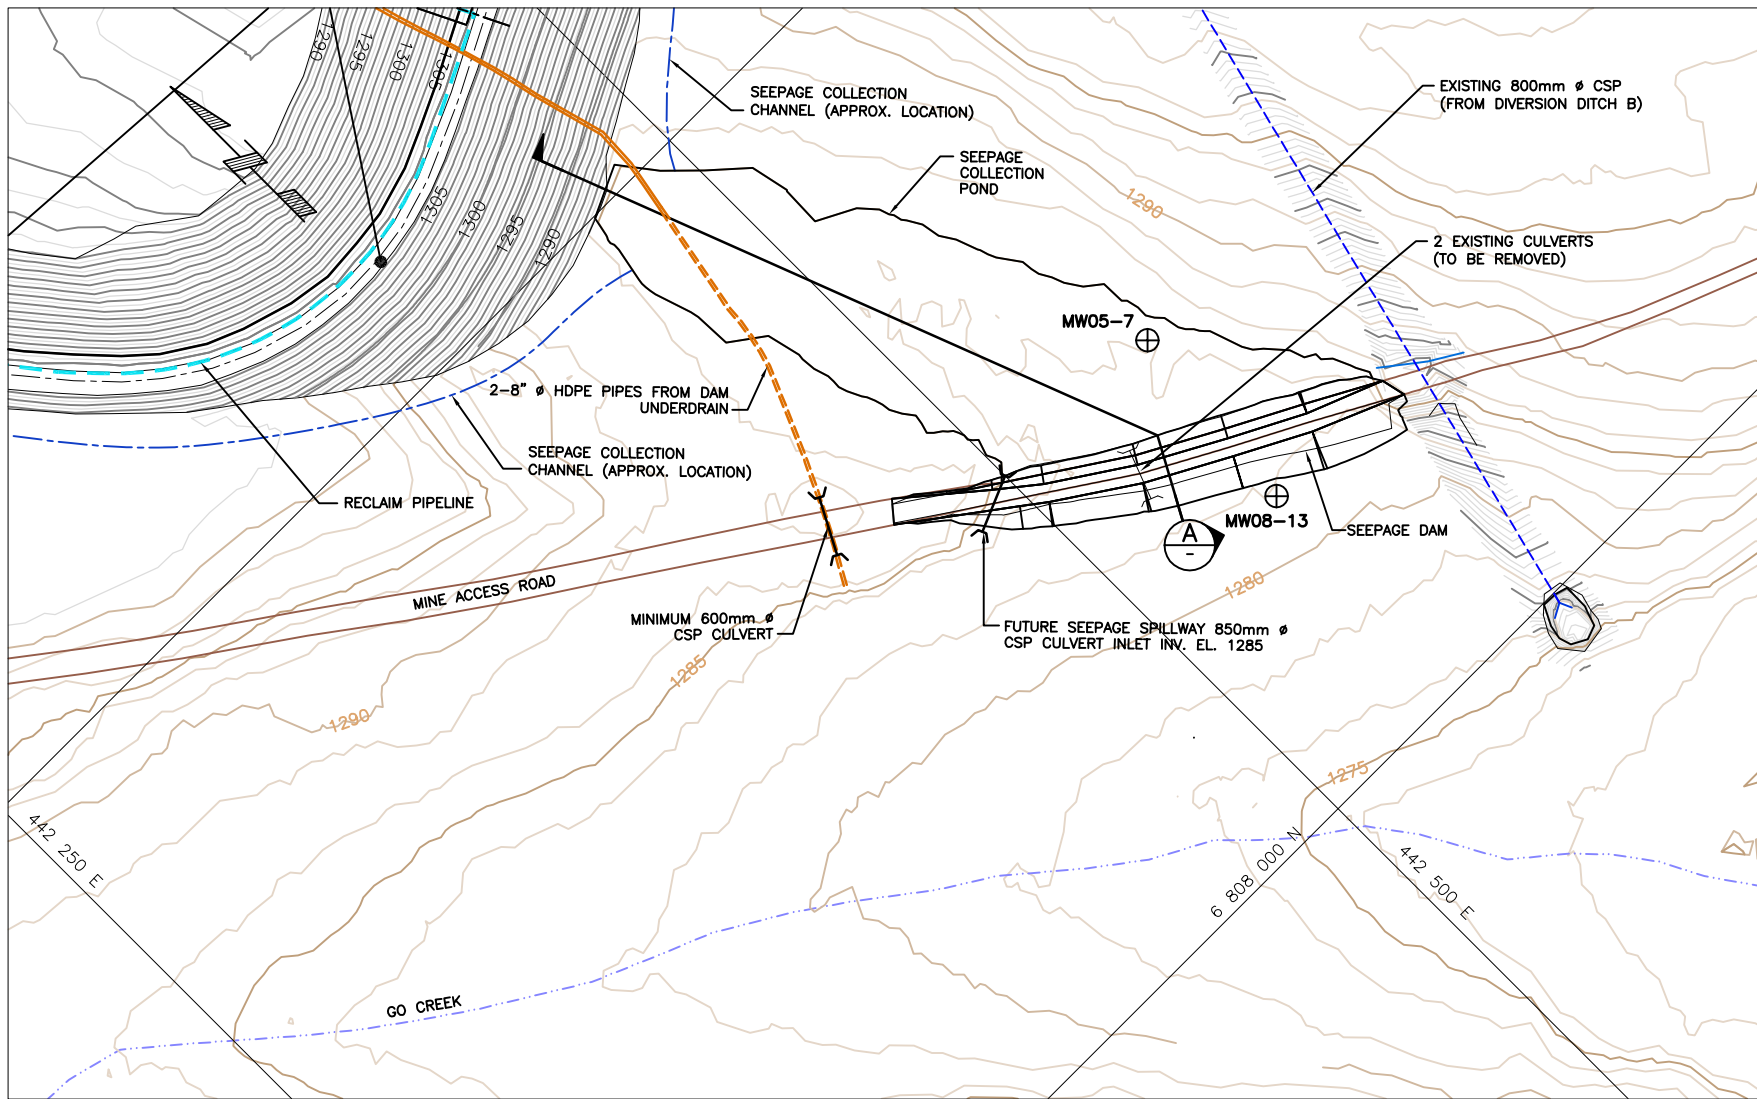 1290
1295
1300
1305
1305
1300
1295
1290
SEEPAGE COLLECTION
CHANNEL (APPROX. LOCATION)
SEEPAGE
COLLECTION
POND
EXISTING 800mm ø CSP
(FROM DIVERSION DITCH B)
1290
2 EXISTING CULVERTS
(TO BE REMOVED)
MW05-7
2-8" ø HDPE PIPES FROM DAM
UNDERDRAIN
SEEPAGE COLLECTION
CHANNEL (APPROX. LOCATION)
RECLAIM PIPELINE
MW08-13
SEEPAGE DAM
A
-
MINE ACCESS ROAD
1280
MINIMUM 600mm ø
CSP CULVERT
FUTURE SEEPAGE SPILLWAY 850mm ø
CSP CULVERT INLET INV. EL. 1285
1285
1290
1275
442 250 E
6 808 000 N
442 500 E
GO CREEK